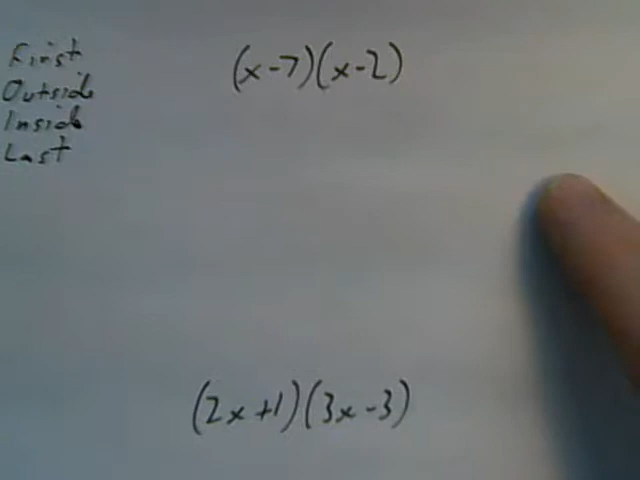 First
Outside
Inside
Last
(x-7)(x-2)
(2x+1)(3x-3)